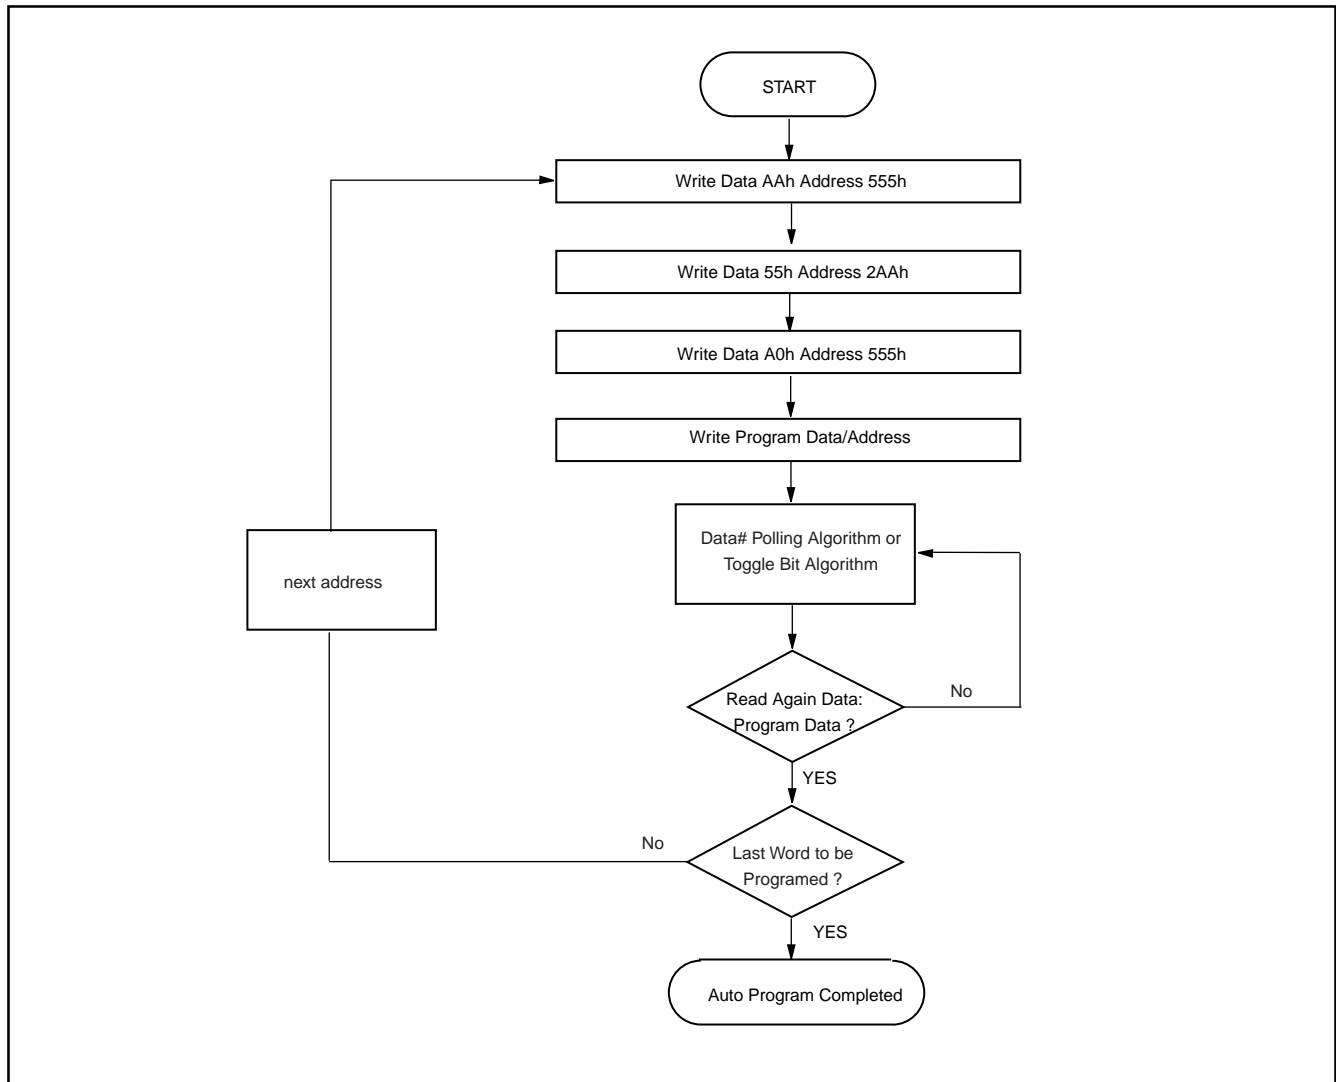 START
Write Data AAh Address 555h
Write Data 55h Address 2AAh
Write Data A0h Address 555h
Write Program Data/Address
Data# Polling Algorithm or
Toggle Bit Algorithm
next address
Read Again Data:
Program Data ?
No
YES
No
Last Word to be
Programed ?
YES
Auto Program Completed